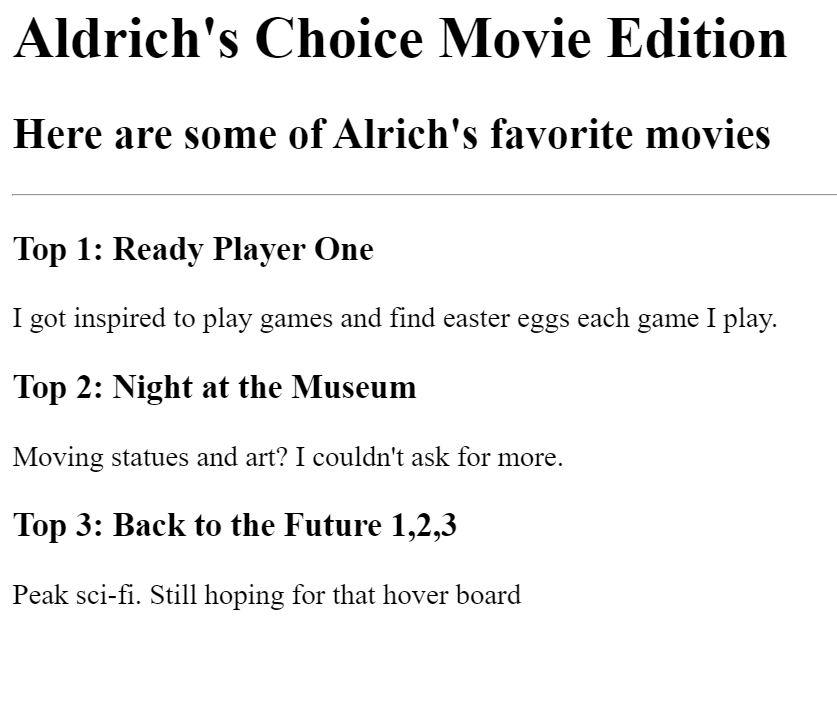 Aldrich's Choice Movie Edition
Here are some of Alrich's favorite movies
Top 1: Ready Player One
I got inspired to play games and find easter eggs each game I play.
Top 2: Night at the Museum
Moving statues and art? I couldn't ask for more.
Top 3: Back to the Future 1,2,3
Peak sci-fi. Still hoping for that hover board